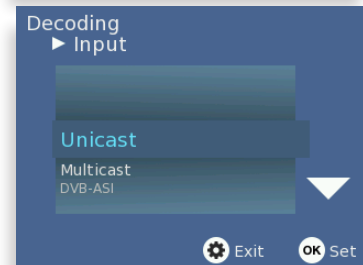 Decoding
Input
Unicast
Multicast
DVB-ASI
Exit OK Set